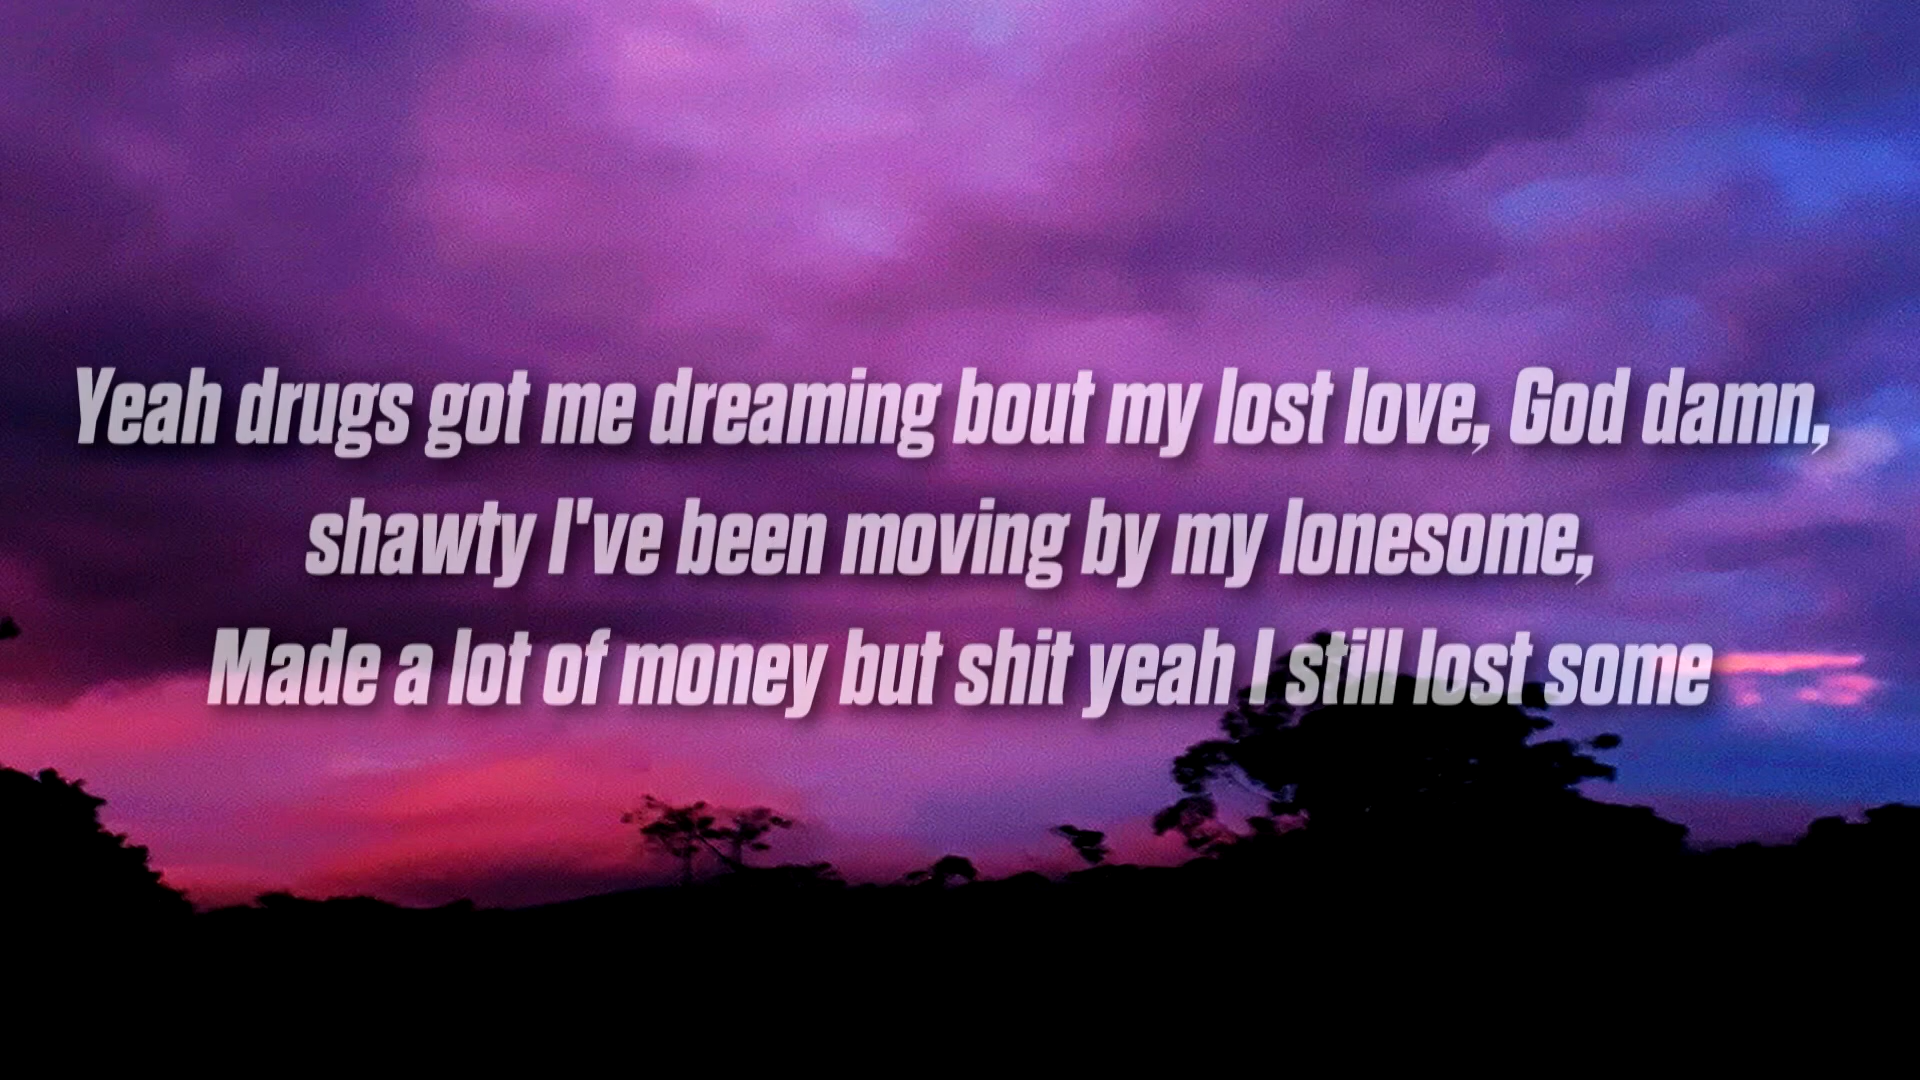 Yeah drugs got me dreaming bout my lost love, God damn,
shawty I've been moving by my lonesome,
Made a lot of money but shit yeah I still lost some